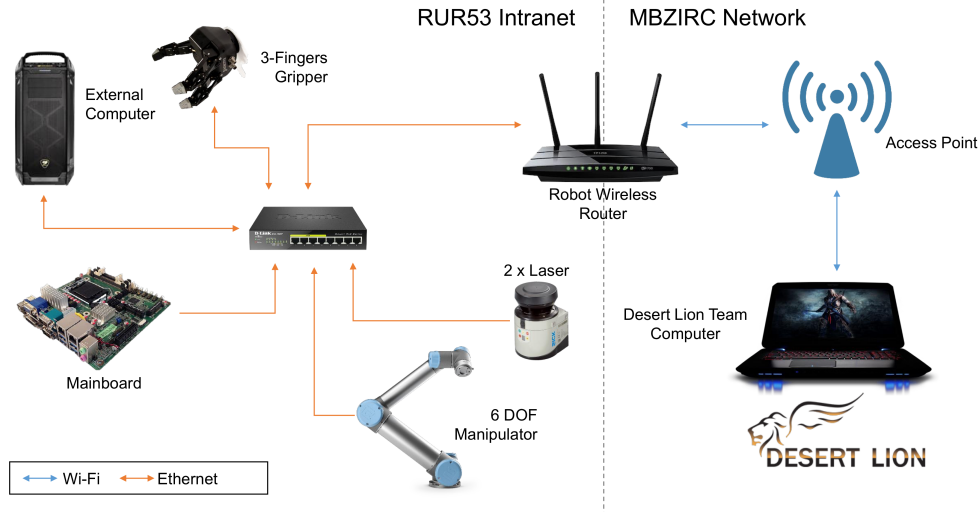 RUR53 Intranet
MBZIRC Network
3-Fingers
Gripper
External
Computer
Access Point
Robot Wireless
Router
D-Link
2 x Laser
Desert Lion Team
Computer
Mainboard
6 DOF
Manipulator
DESERT LION
Wi-Fi
Ethernet